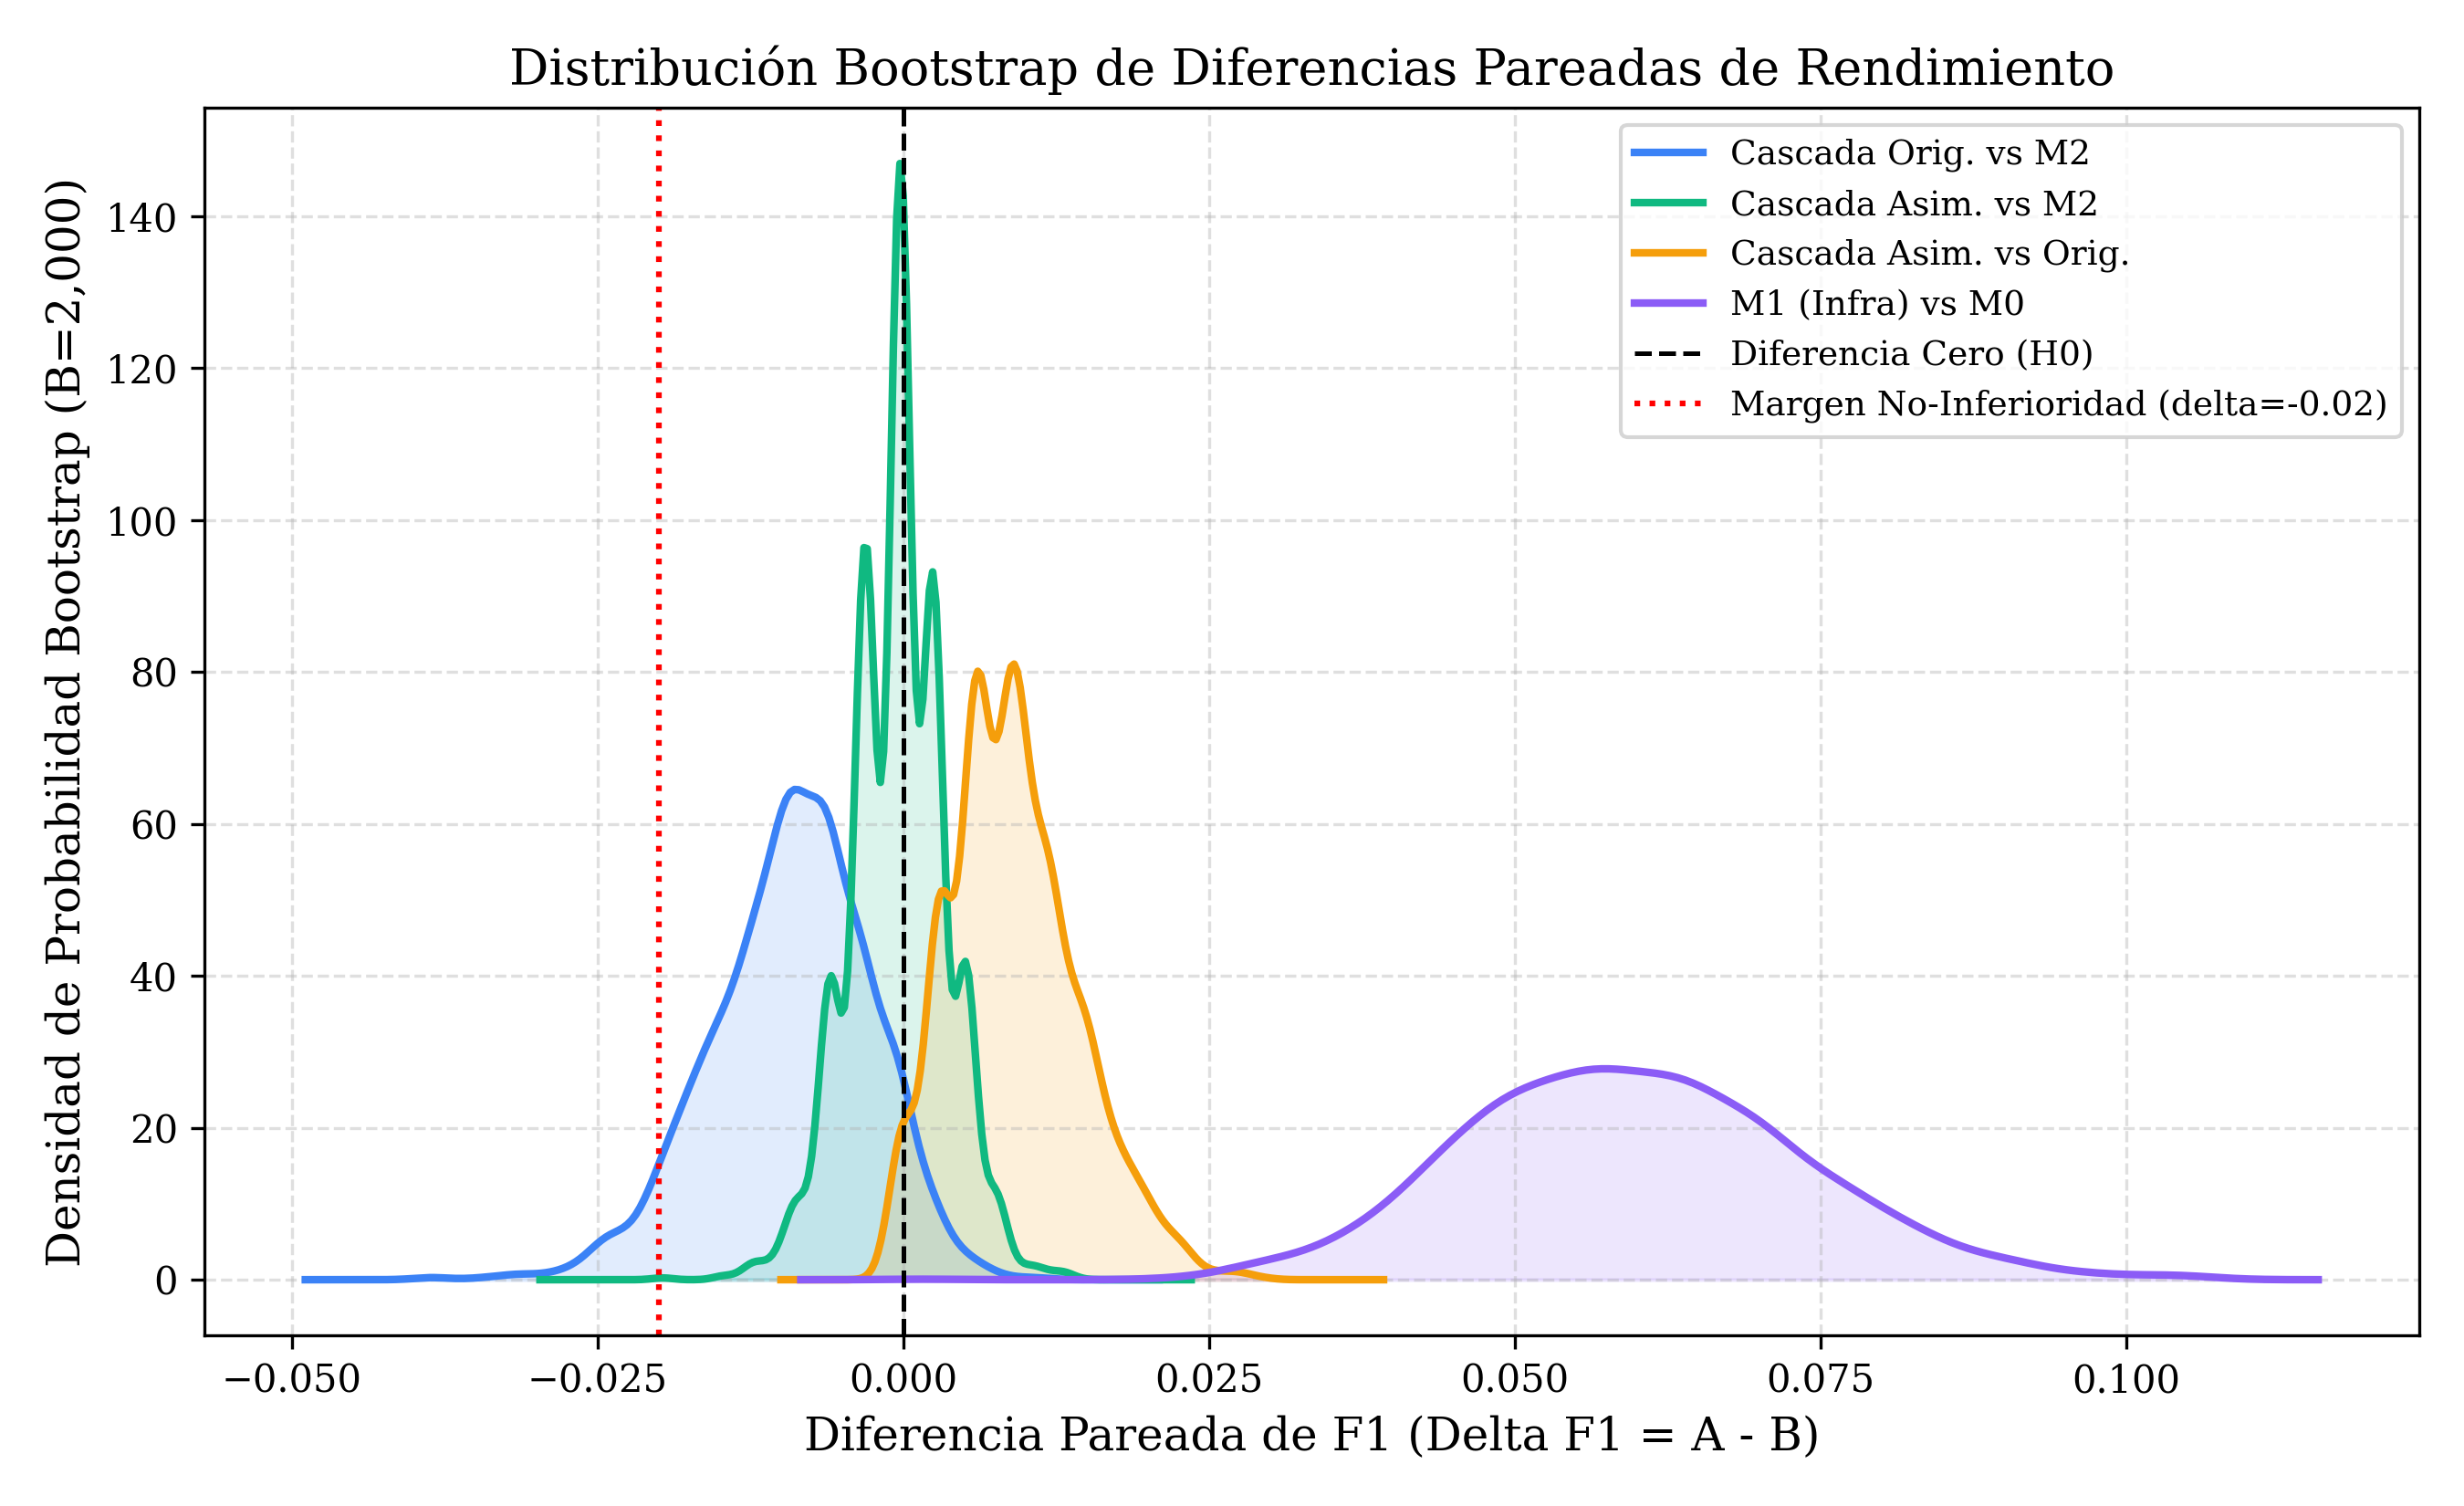 Distribución Bootstrap de Diferencias Pareadas de Rendimiento
Densidad de Probabilidad Bootstrap (B=2,000)
140
120
100
80
60
40
20
0
Cascada Orig. vs M2
Cascada Asim. vs M2
Cascada Asim. vs Orig.
M1 (Infra) vs M0
Diferencia Cero (H0)
Margen No-Inferioridad (delta=-0.02)
−0.050
−0.025
0.000
0.025
0.050
0.075
0.100
Diferencia Pareada de F1 (Delta F1 = A - B)